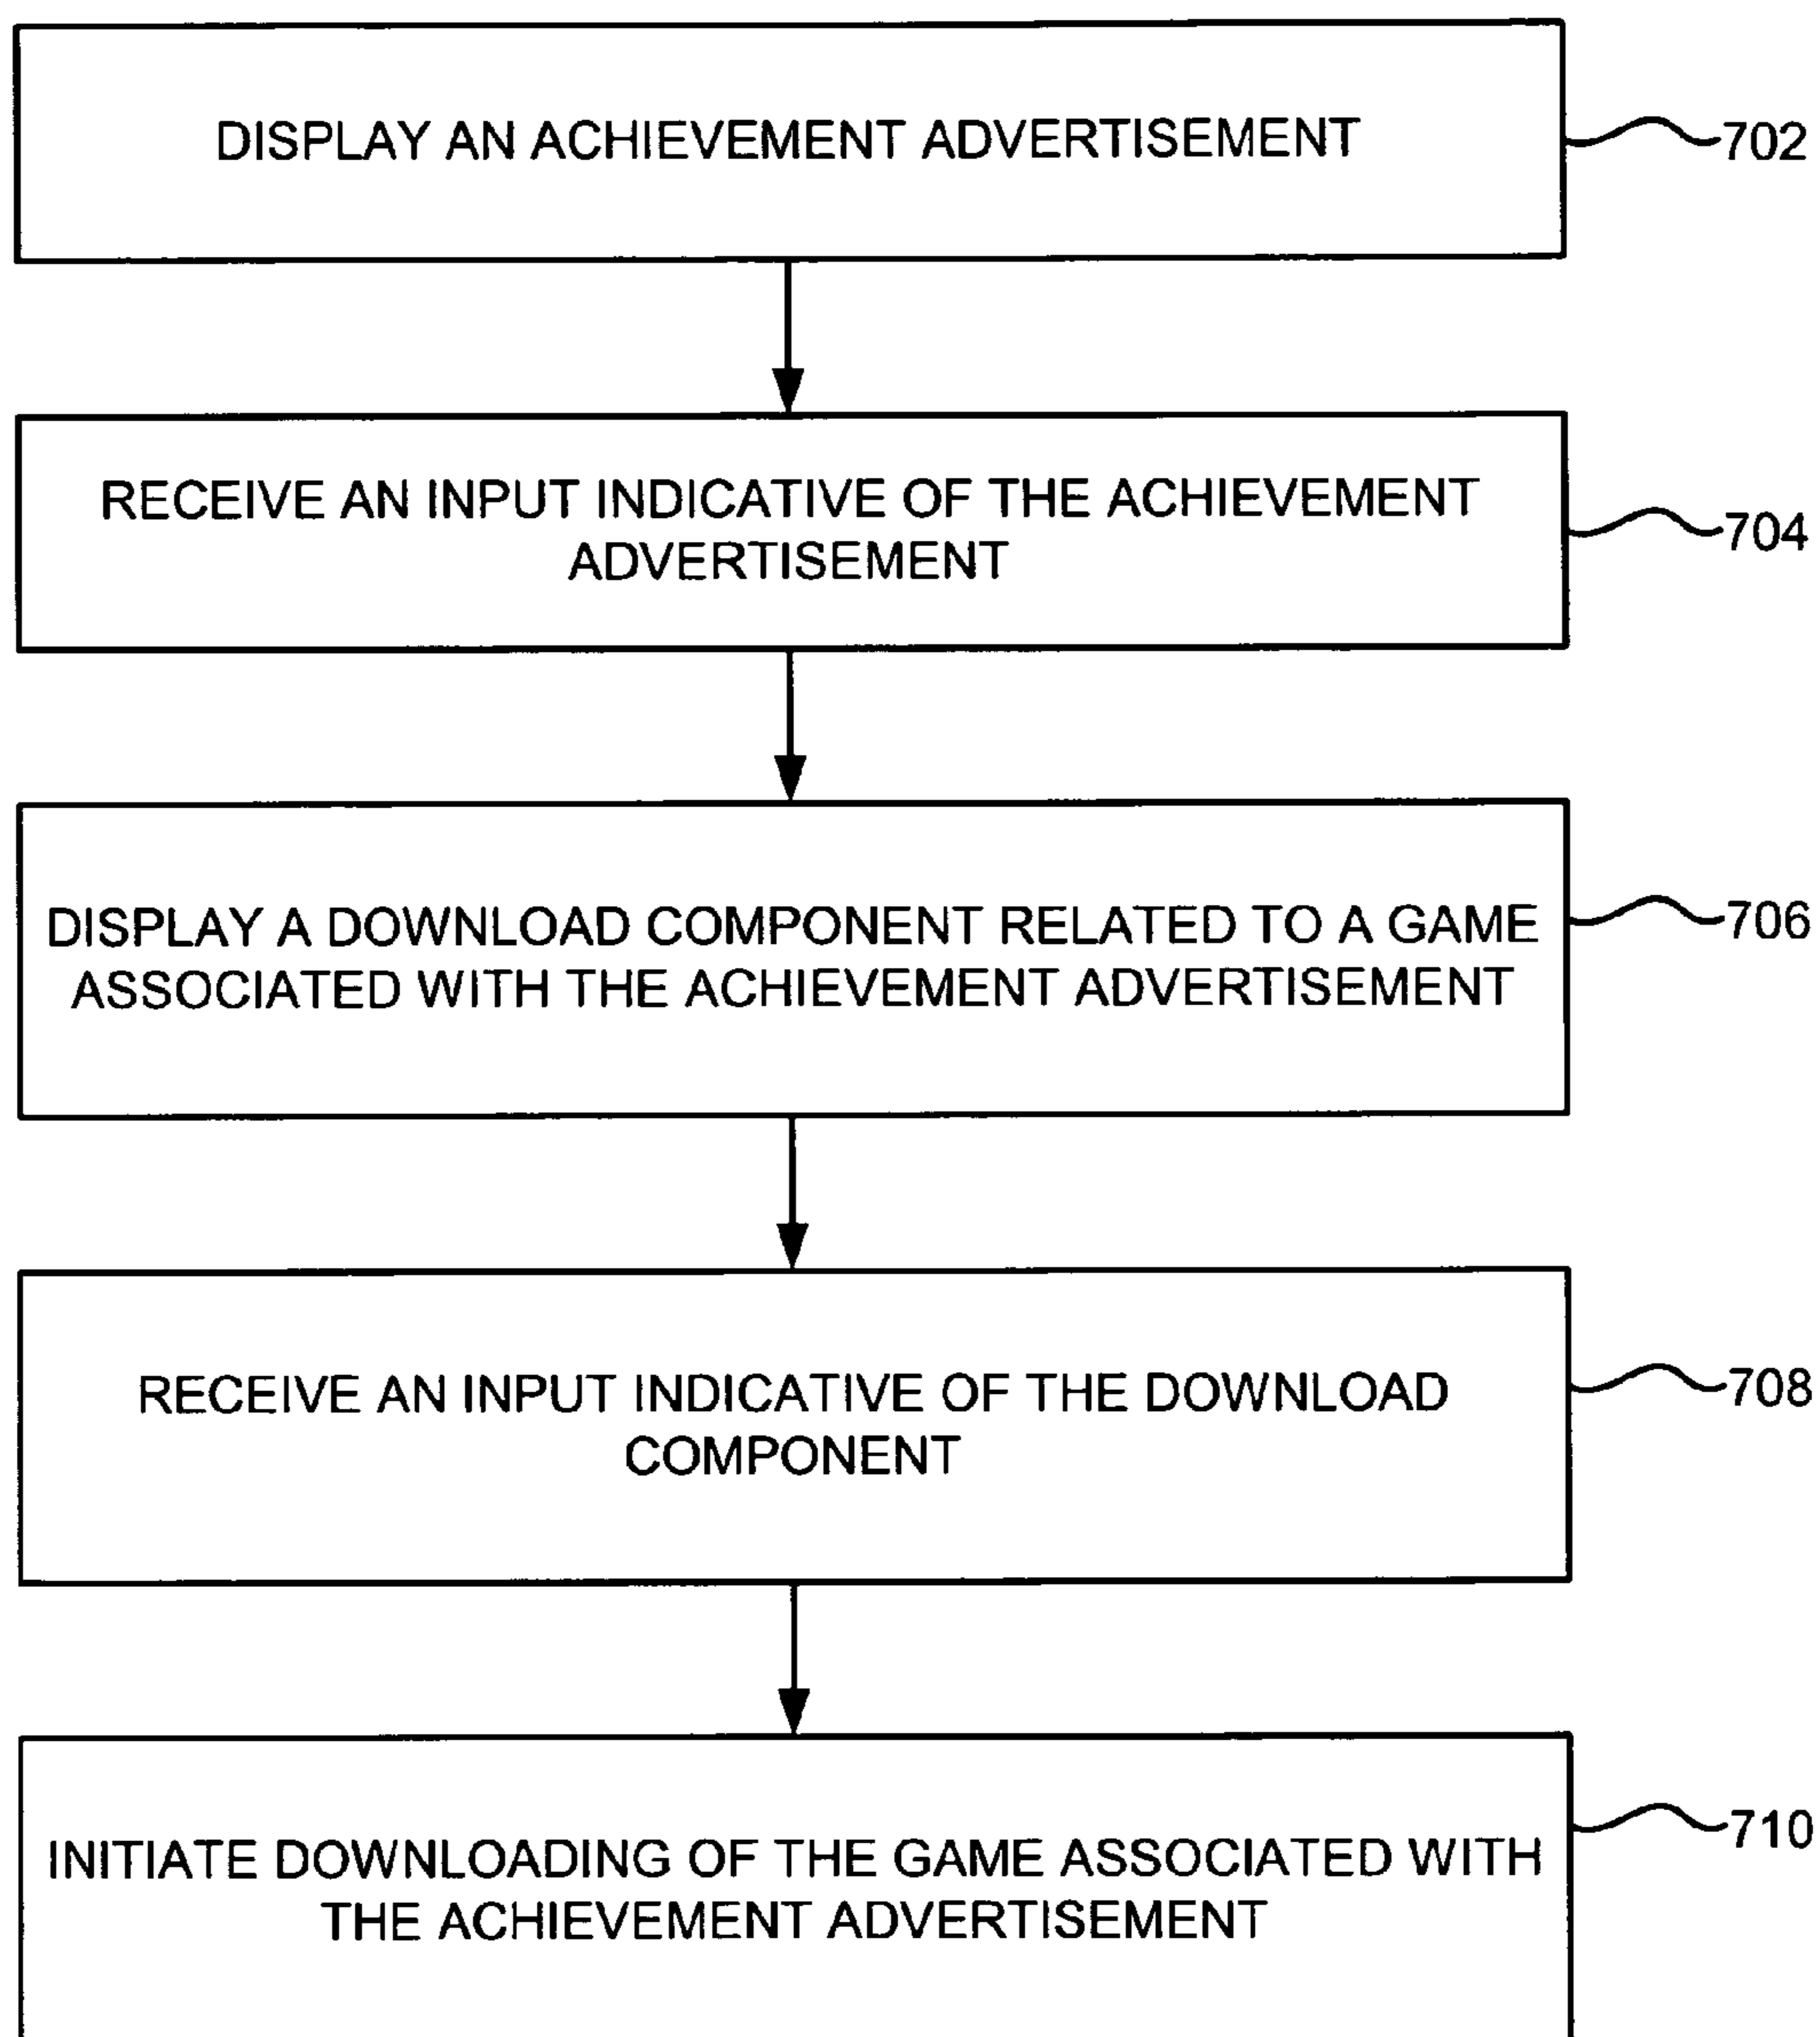 DISPLAY AN ACHIEVEMENT ADVERTISEMENT
702
RECEIVE AN INPUT INDICATIVE OF THE ACHIEVEMENT
ADVERTISEMENT
704
DISPLAY A DOWNLOAD COMPONENT RELATED TO A GAME
ASSOCIATED WITH THE ACHIEVEMENT ADVERTISEMENT
706
RECEIVE AN INPUT INDICATIVE OF THE DOWNLOAD
COMPONENT
708
INITIATE DOWNLOADING OF THE GAME ASSOCIATED WITH
THE ACHIEVEMENT ADVERTISEMENT
710